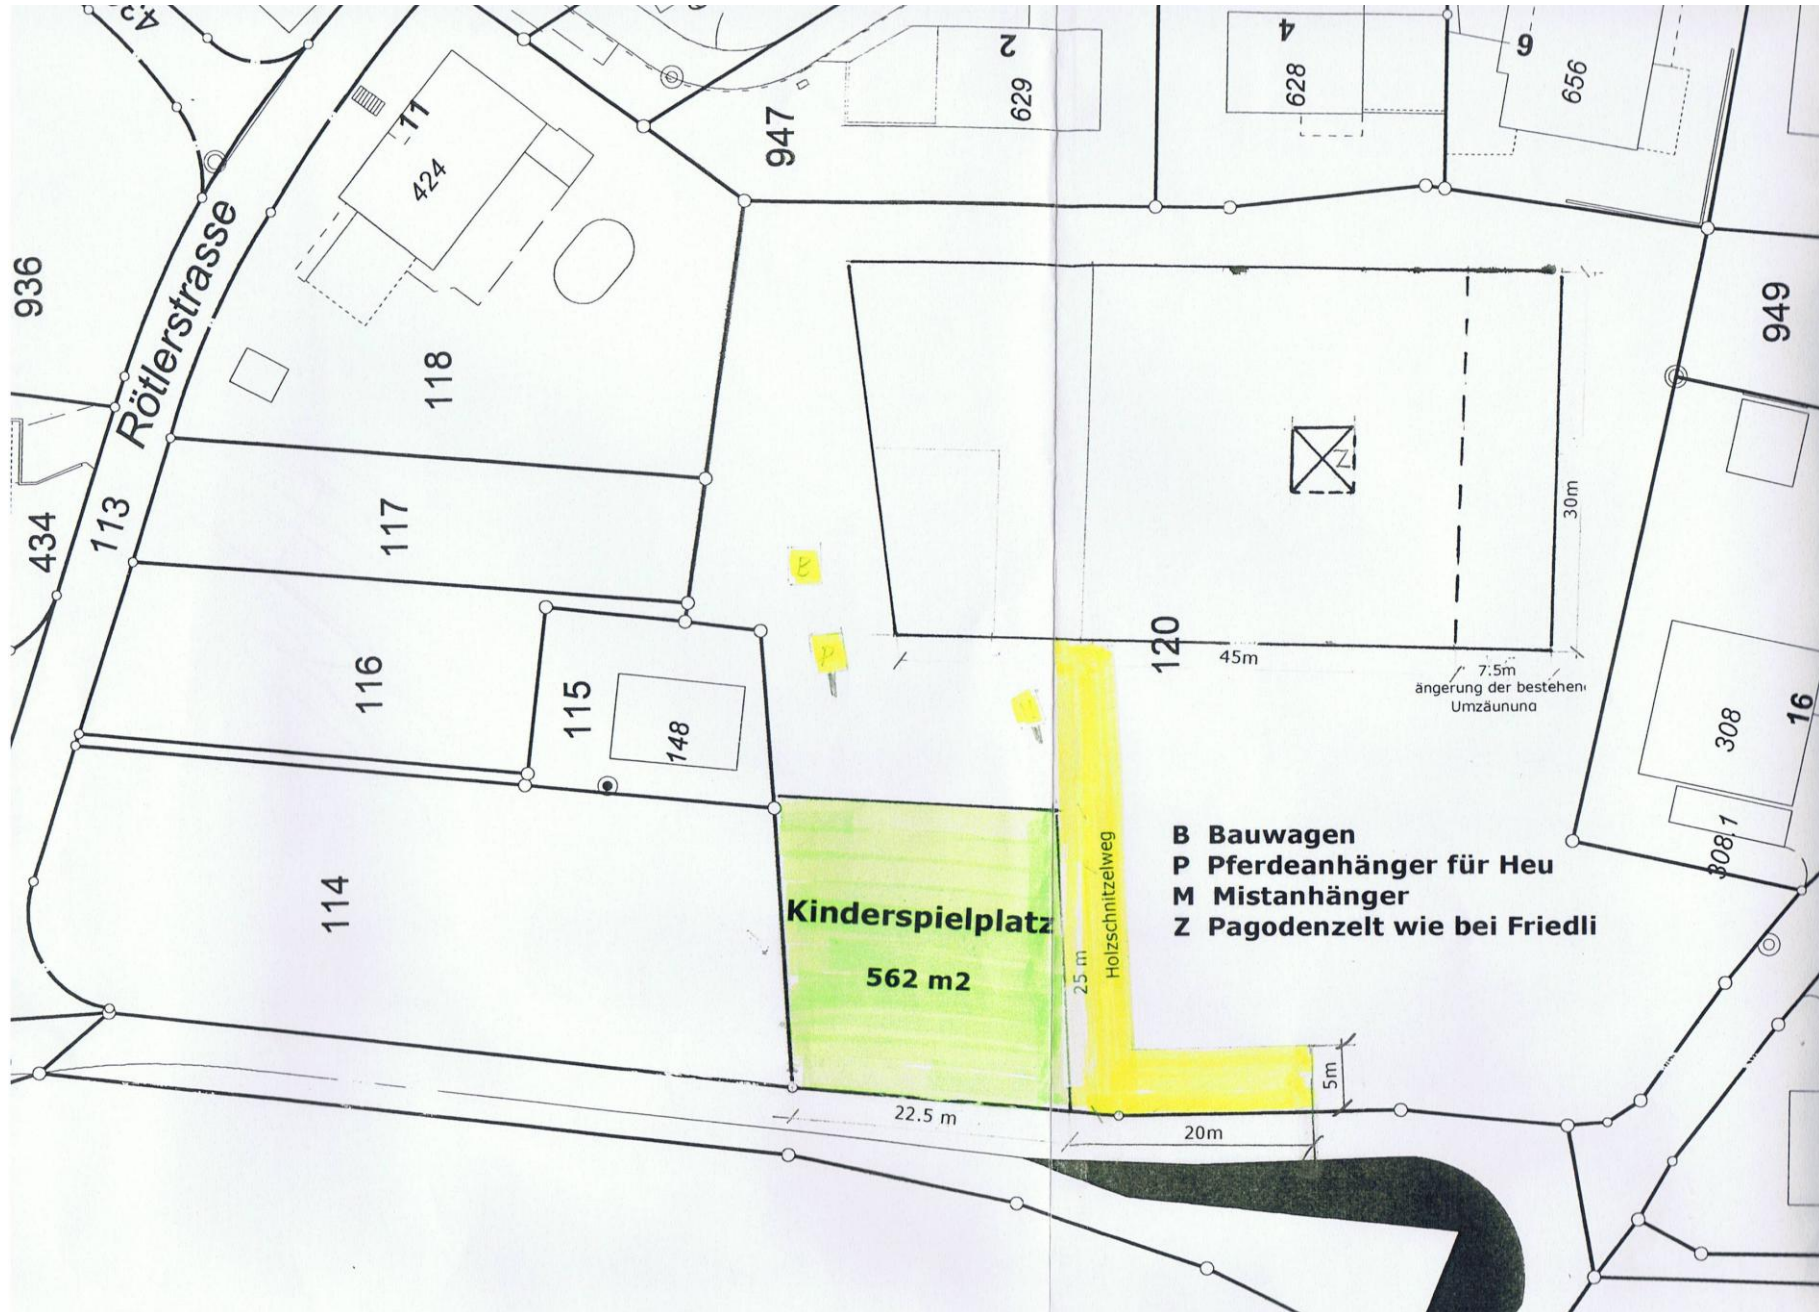 42
11
424
2
629
4
628
6
656
947
936
Rötlerstrasse
118
949
434
113
117
B
Z
30m
P
120
45m
7.5m
ängerung der bestehen
Umzäunung
116
115
148
308
16
308.1
114
Kinderspielplatz
562 m2
25 m
Holzschnitzelweg
B Bauwagen
P Pferdeanhänger für Heu
M Mistanhänger
Z Pagodenzelt wie bei Friedli
22.5 m
20m
5m